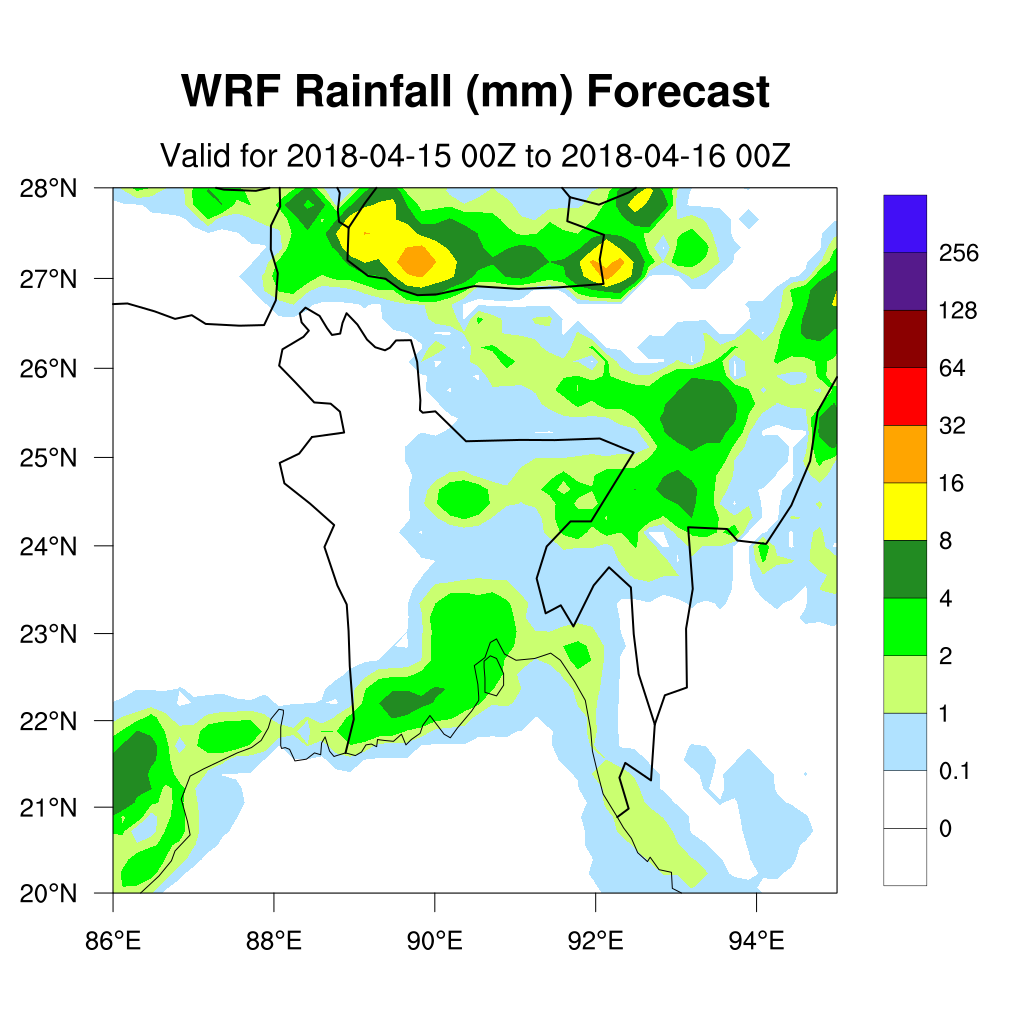 WRF Rainfall (mm) Forecast
Valid for 2018-04-15 00Z to 2018-04-16 00Z
28°N
27°N
26°N
25°N
24°N
23°N
22°N
21°N
20°N
86°E 88°E 90°E 92°E 94°E
256
128
64
32
16
8
4
2
1
0.1
0